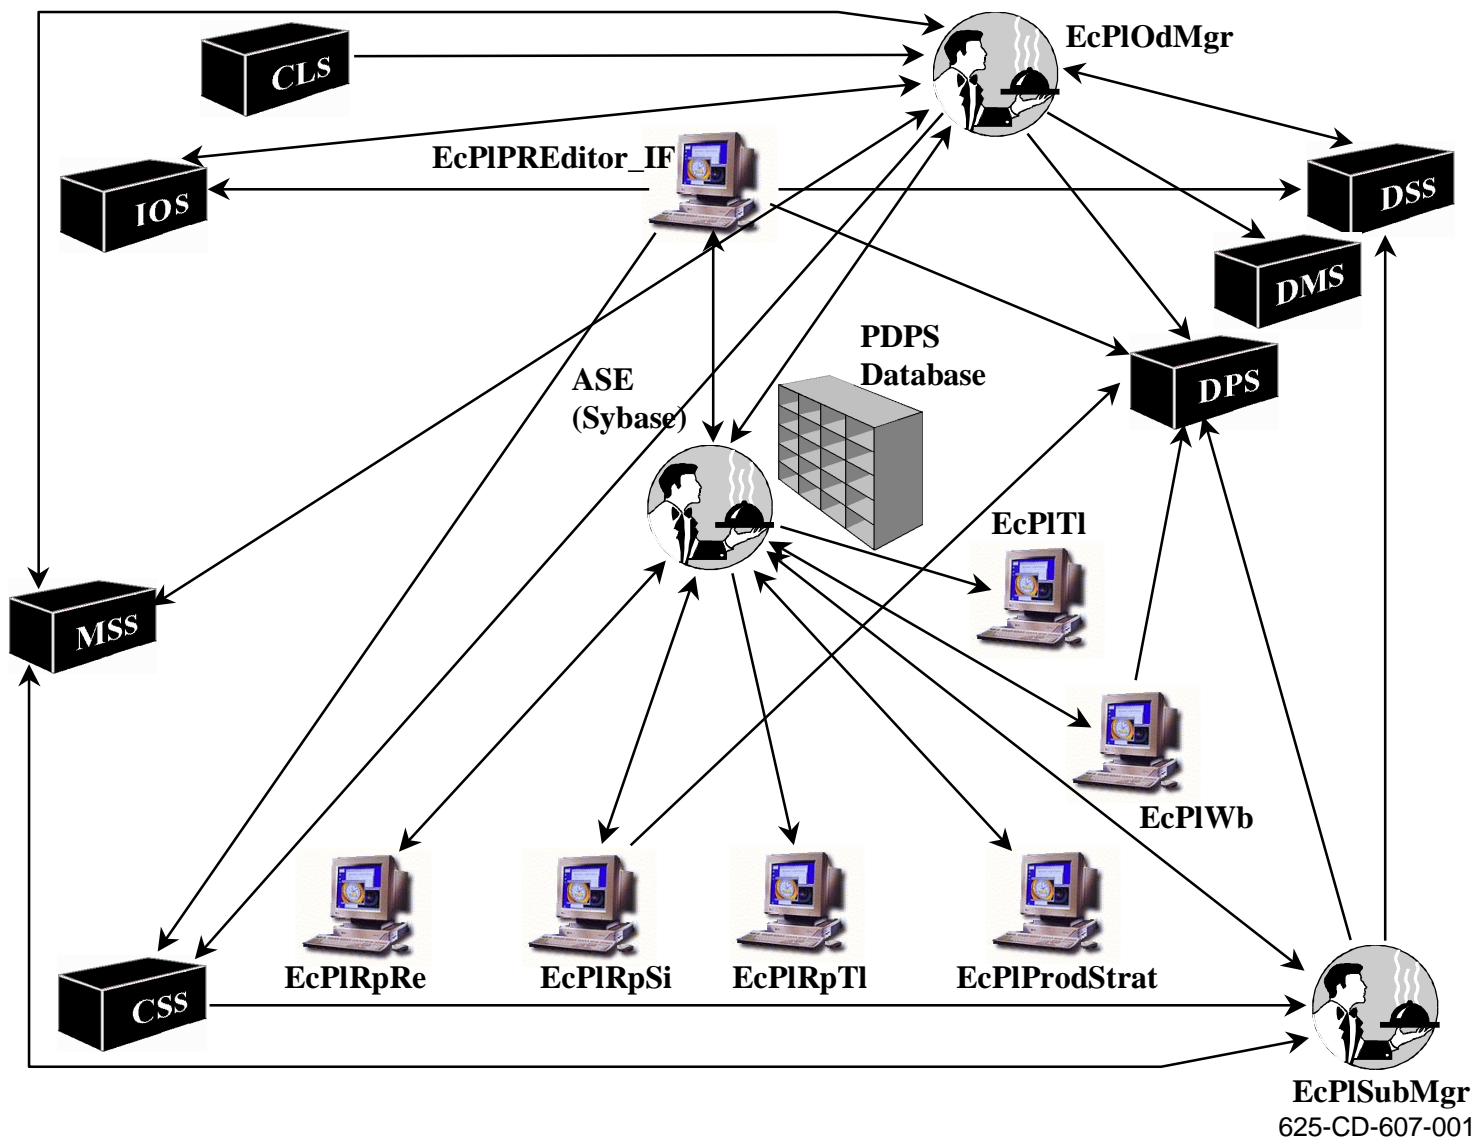 EcPlOdMgr
CLS
EcPlPREditor_IF
IOS
DSS
DMS
PDPS
Database
ASE
(Sybase)
DPS
EcPlTl
MSS
EcPlWb
EcPlRpRe
EcPlRpSi
EcPlRpTl
EcPlProdStrat
CSS
EcPlSubMgr
625-CD-607-001